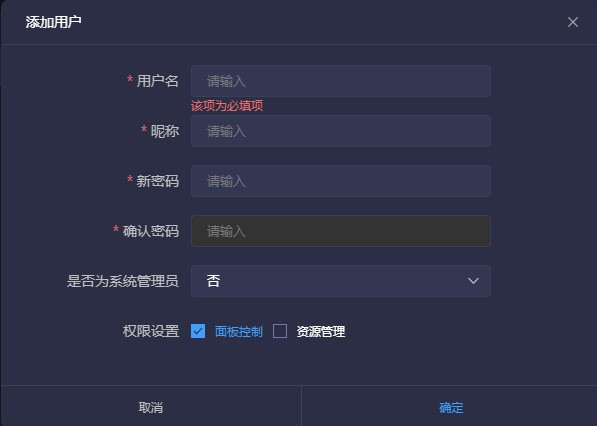 添加用户
* 用户名 请输入
该项为必填项
* 昵称 请输入
* 新密码 请输入
* 确认密码 请输入
是否为系统管理员 否
权限设置 面板控制 资源管理
取消 确定